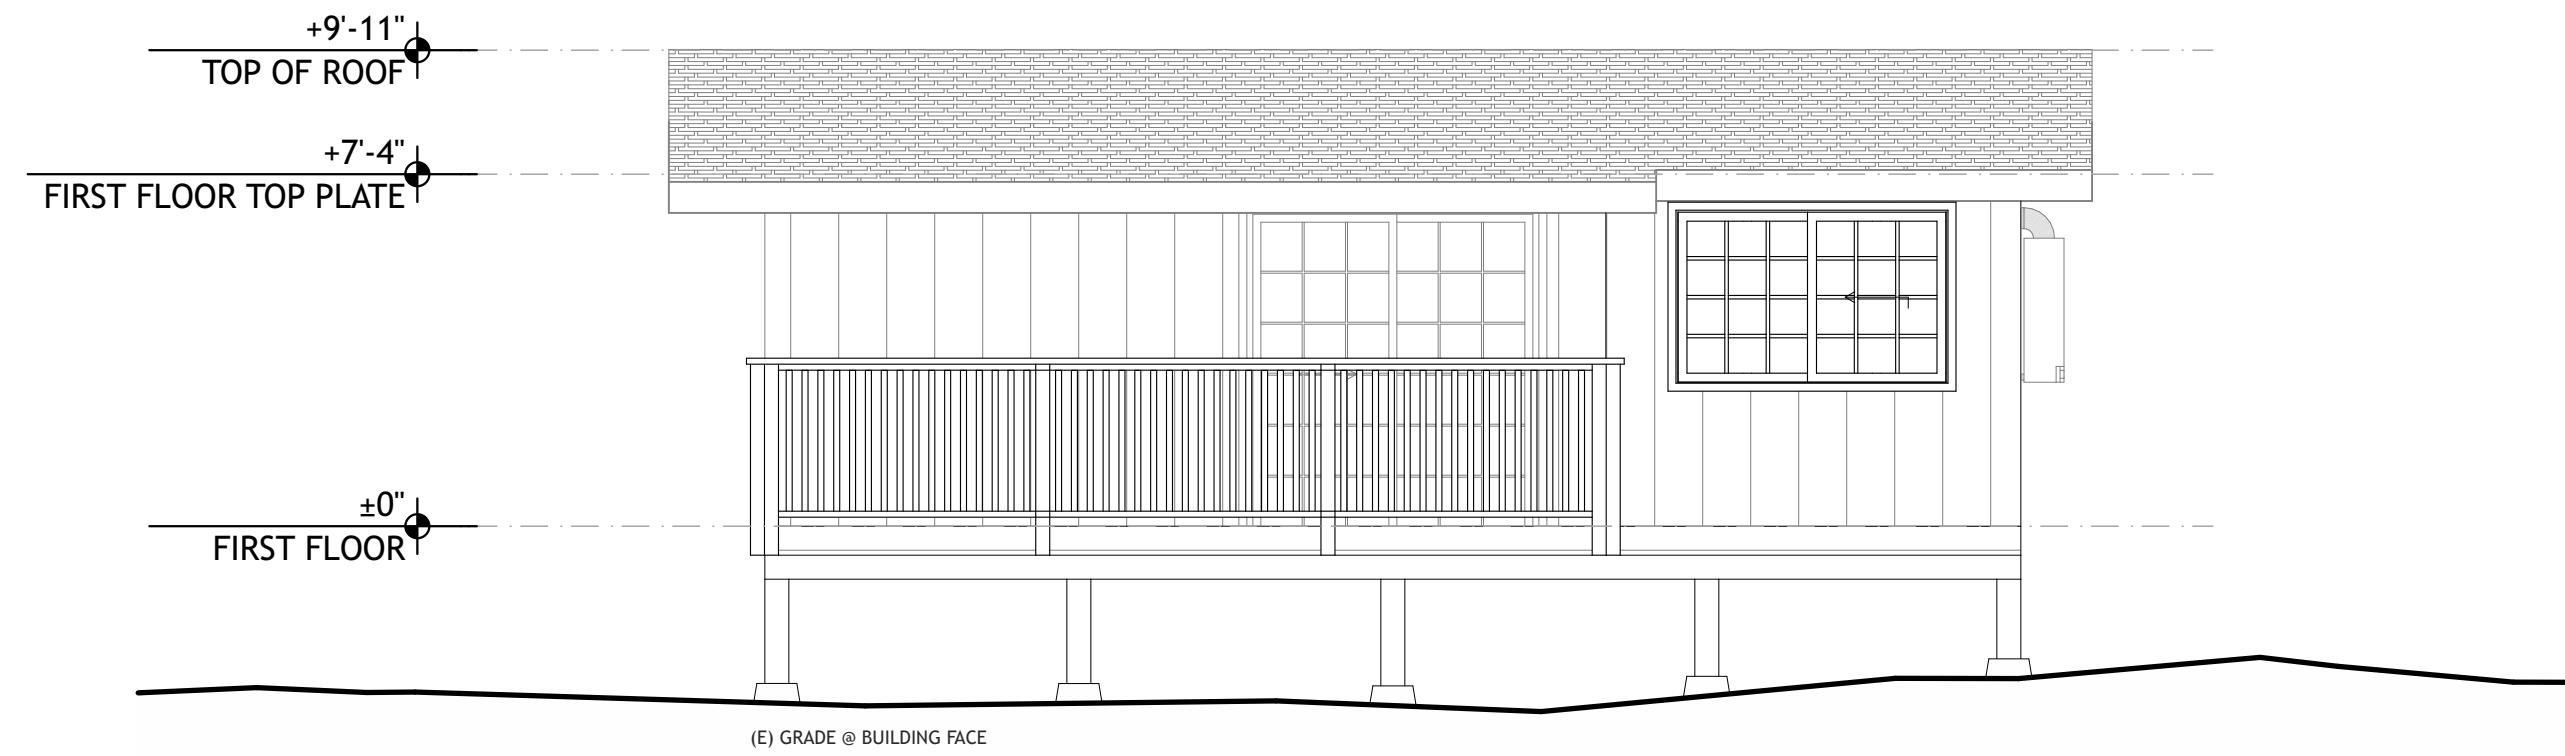 +9'-11"
TOP OF ROOF
+7'-4"
FIRST FLOOR TOP PLATE
±0"
FIRST FLOOR
(E) GRADE @ BUILDING FACE